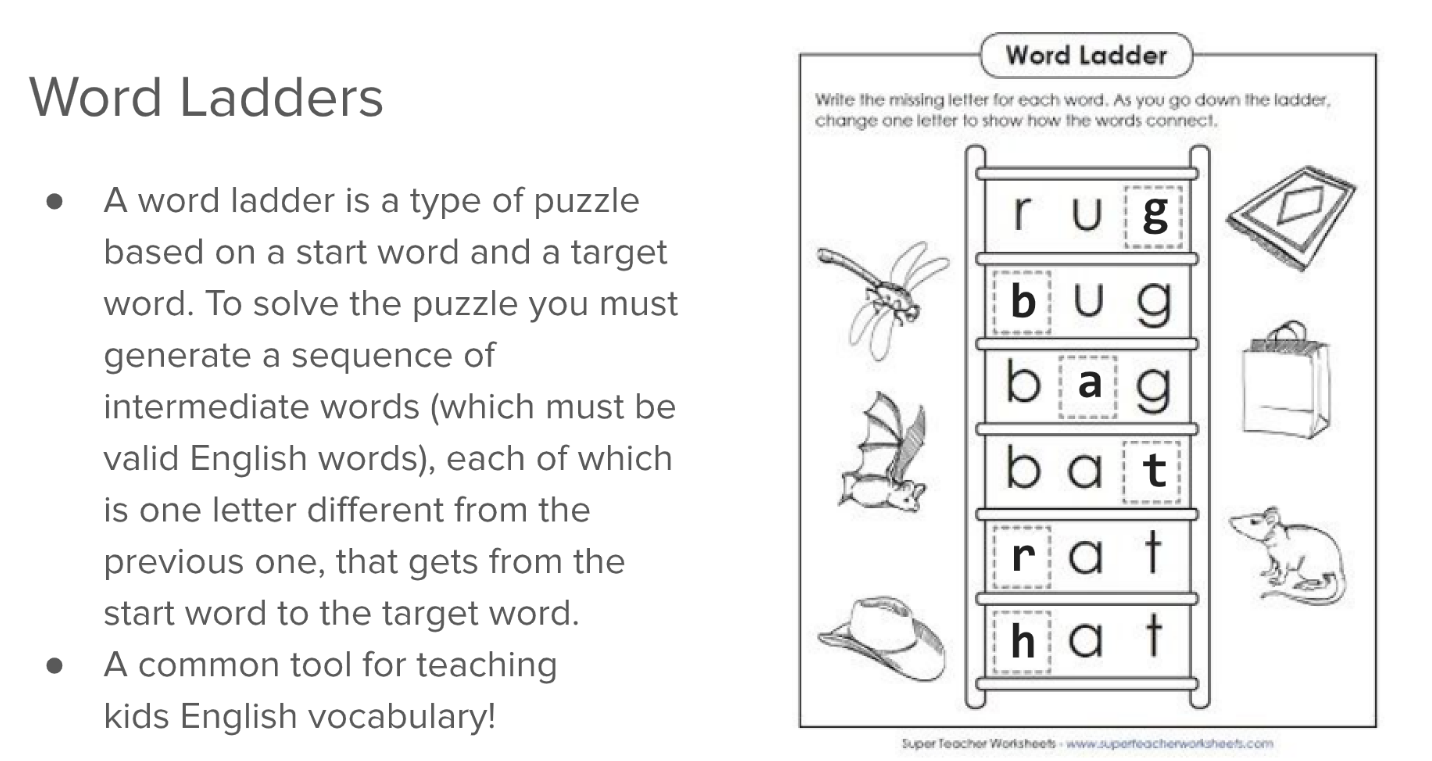 Word Ladders
● A word ladder is a type of puzzle
based on a start word and a target
word. To solve the puzzle you must
generate a sequence of
intermediate words (which must be
valid English words), each of which
is one letter different from the
previous one, that gets from the
start word to the target word.
● A common tool for teaching
kids English vocabulary!
Word Ladder
Write the missing letter for each word. As you go down the ladder,
change one letter to show how the words connect.
r u g
b u g
b a g
b a t
r a t
h a t
Super Teacher Worksheets - www.superteacherworksheets.com